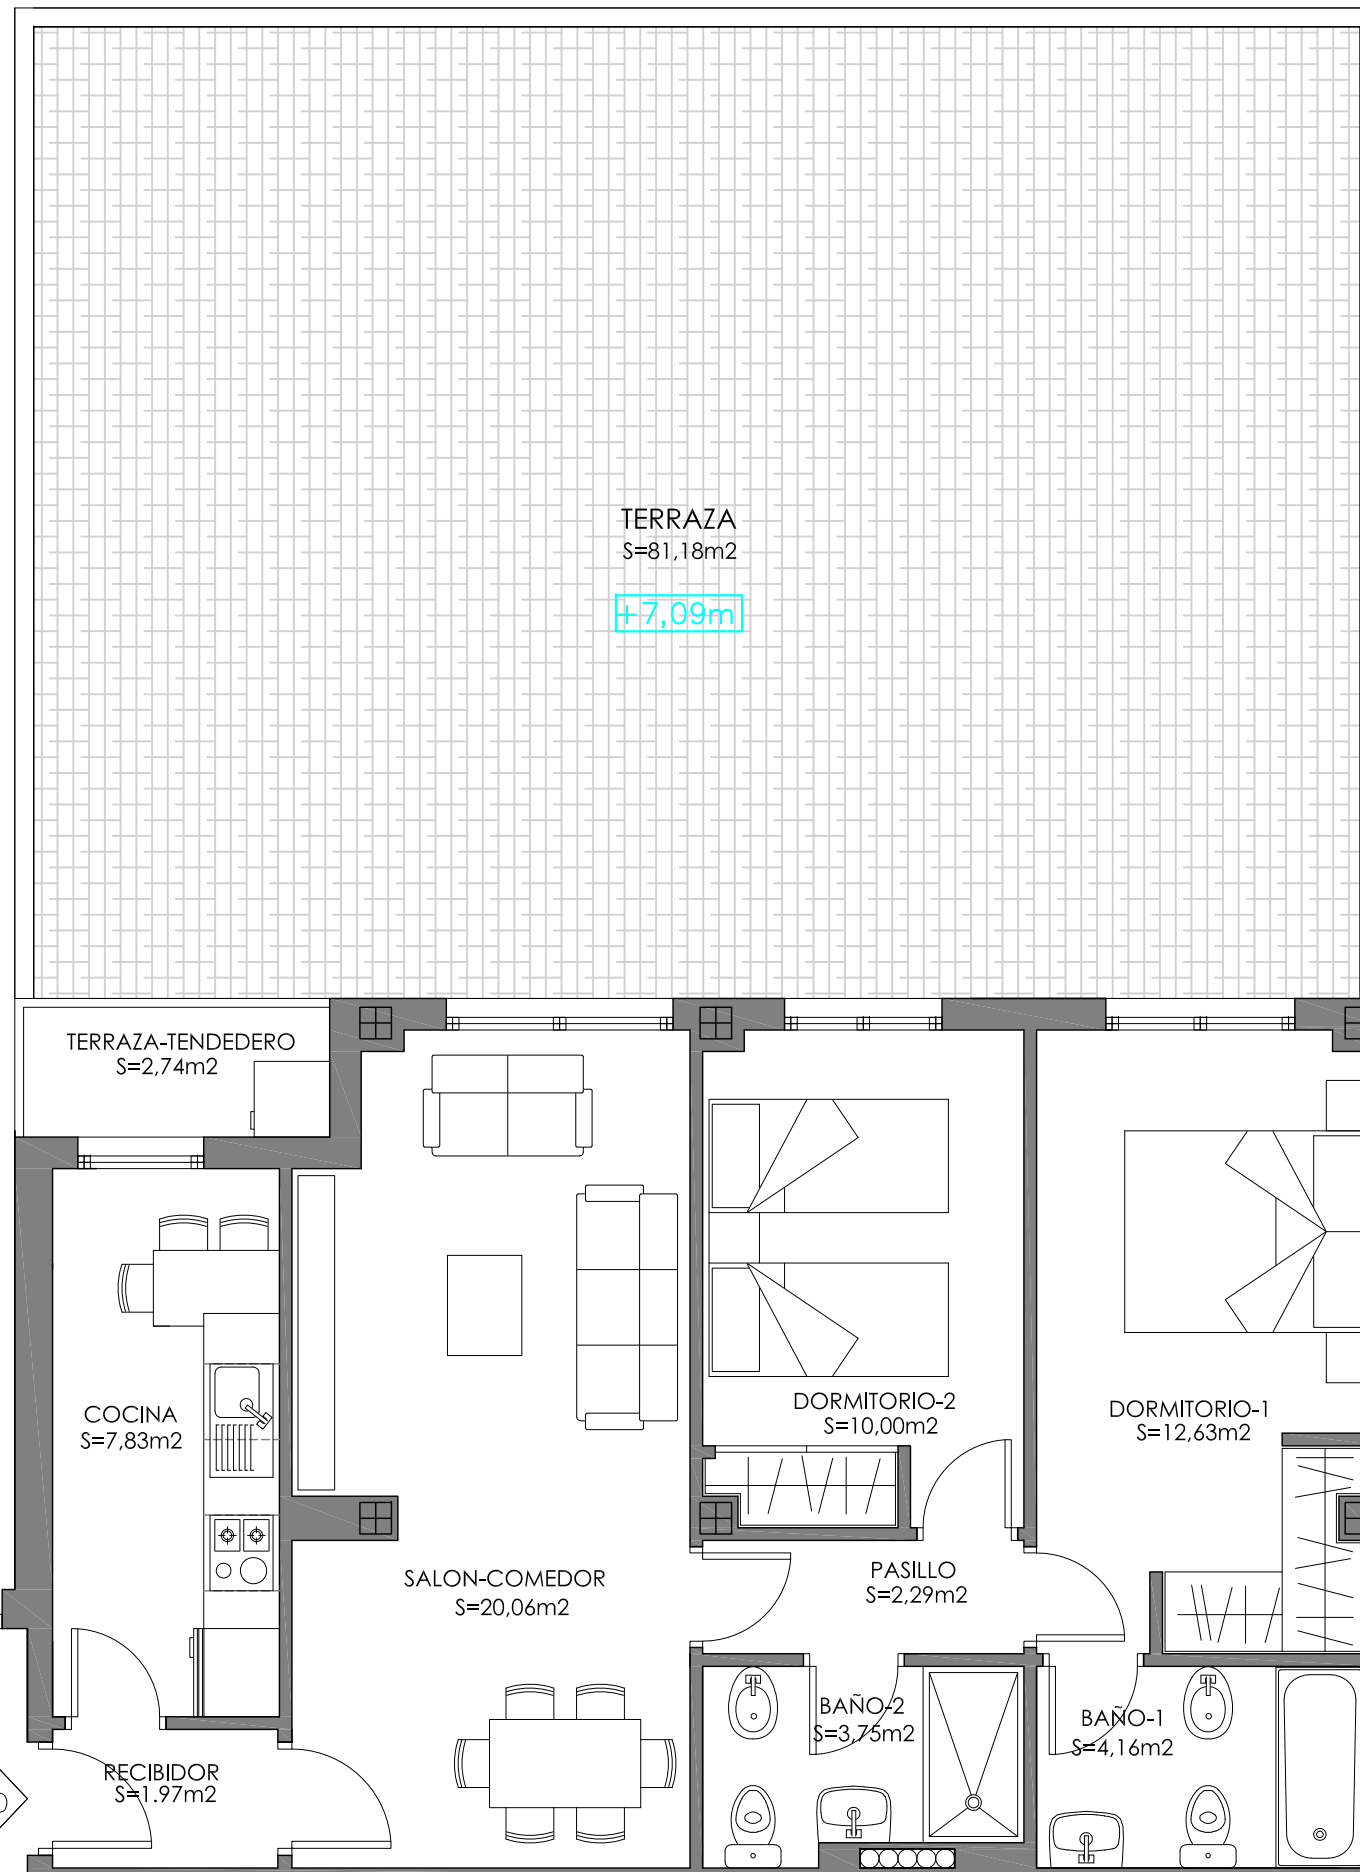 TERRAZA
S=81,18m2
+7,09m
TERRAZA-TENDEDERO
S=2,74m2
COCINA
S=7,83m2
DORMITORIO-2
S=10,00m2
DORMITORIO-1
S=12,63m2
SALON-COMEDOR
S=20,06m2
PASILLO
S=2,29m2
BAÑO-2
S=3,75m2
BAÑO-1
S=4,16m2
RECIBIDOR
S=1.97m2